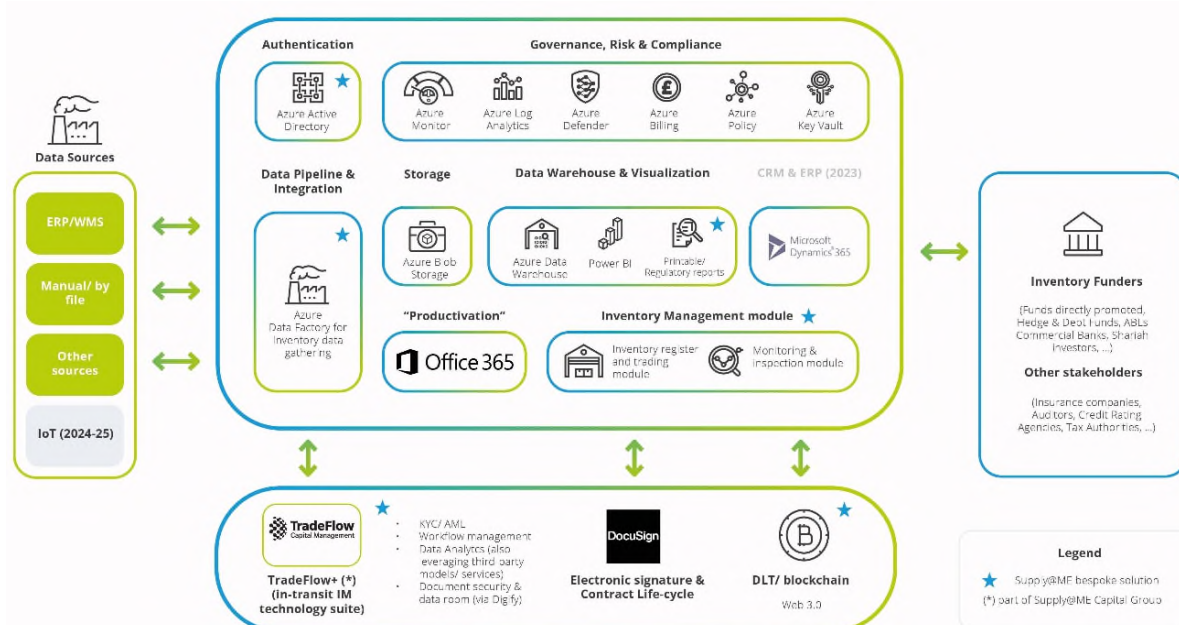 Authentication
Governance, Risk & Compliance
Azure Active
Directory
Azure
Monitor
Azure Log
Analytics
Azure
Defender
£
Azure
Billing
Azure
Policy
Azure
Key Vault
Data Sources
ERP/WMS
Manual/ by
file
Other
sources
IoT (2024-25)
Data Pipeline &
Integration
Azure
Data Factory for
Inventory data
gathering
Storage
Azure Blob
Storage
Data Warehouse & Visualization
Azure Data
Warehouse
Power BI
Printable/
Regulatory reports
CRM & ERP (2023)
Microsoft
Dynamics 365
“Productivation”
Office 365
Inventory Management module
Inventory register
and trading
module
Monitoring &
inspection module
Inventory Funders
(Funds directly promoted,
Hedge & Debt Funds, ABLs
Commercial Banks, Shariah
investors, ...)
Other stakeholders
(Insurance companies,
Auditors, Credit Rating
Agencies, Tax Authorities, ...)
TradeFlow
Capital Management
TradeFlow+ (*)
(in-transit IM
technology suite)
· KYC/ AML
· Workflow management
· Data Analytcs (also
leveraging third party
models/ services)
· Document security &
data room (via Digify)
DocuSign
Electronic signature &
Contract Life-cycle
B
DLT/ blockchain
Web 3.0
Legend
Supply@ME bespoke solution
(*) part of Supply@ME Capital Group